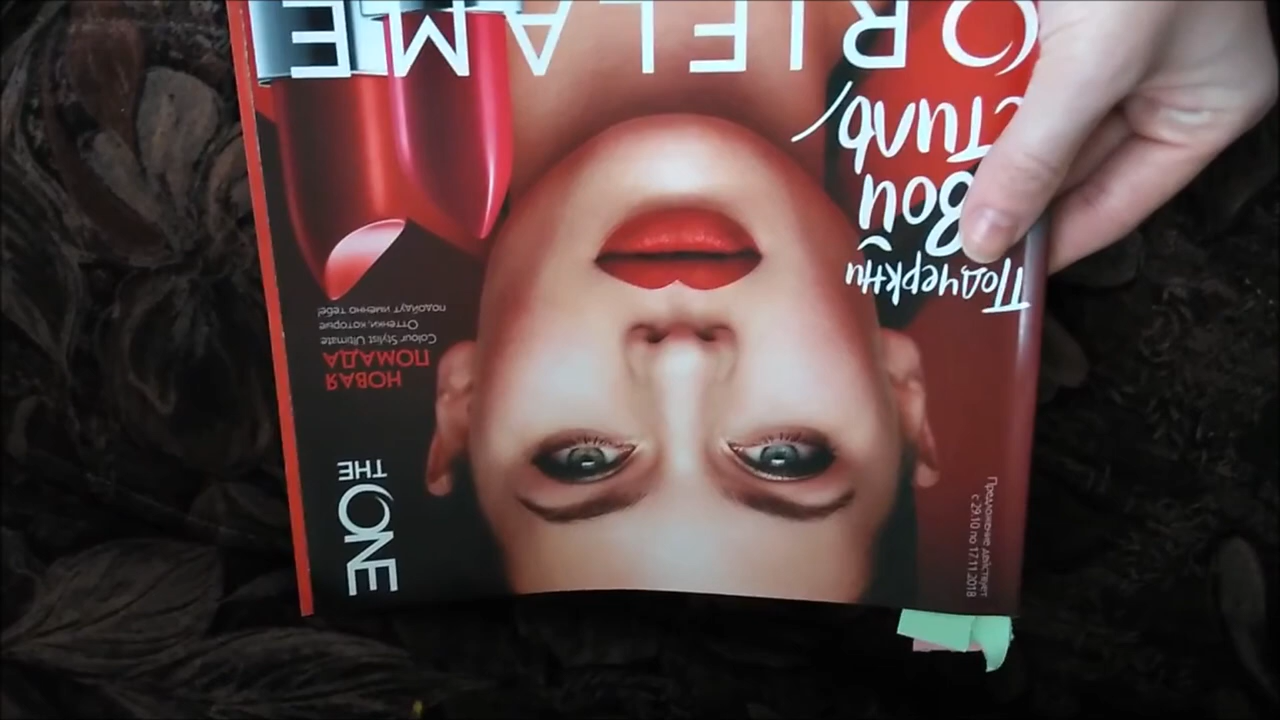 ORIFLAME
Подчеркни
свой
стиль,
THE
ONE
НОВАЯ
ПОМАДА
Colour Stylist Ultimate
Оттенки, которые
подойдут именно тебе!
Предложение действует
с 29.10 по 17.11.2018